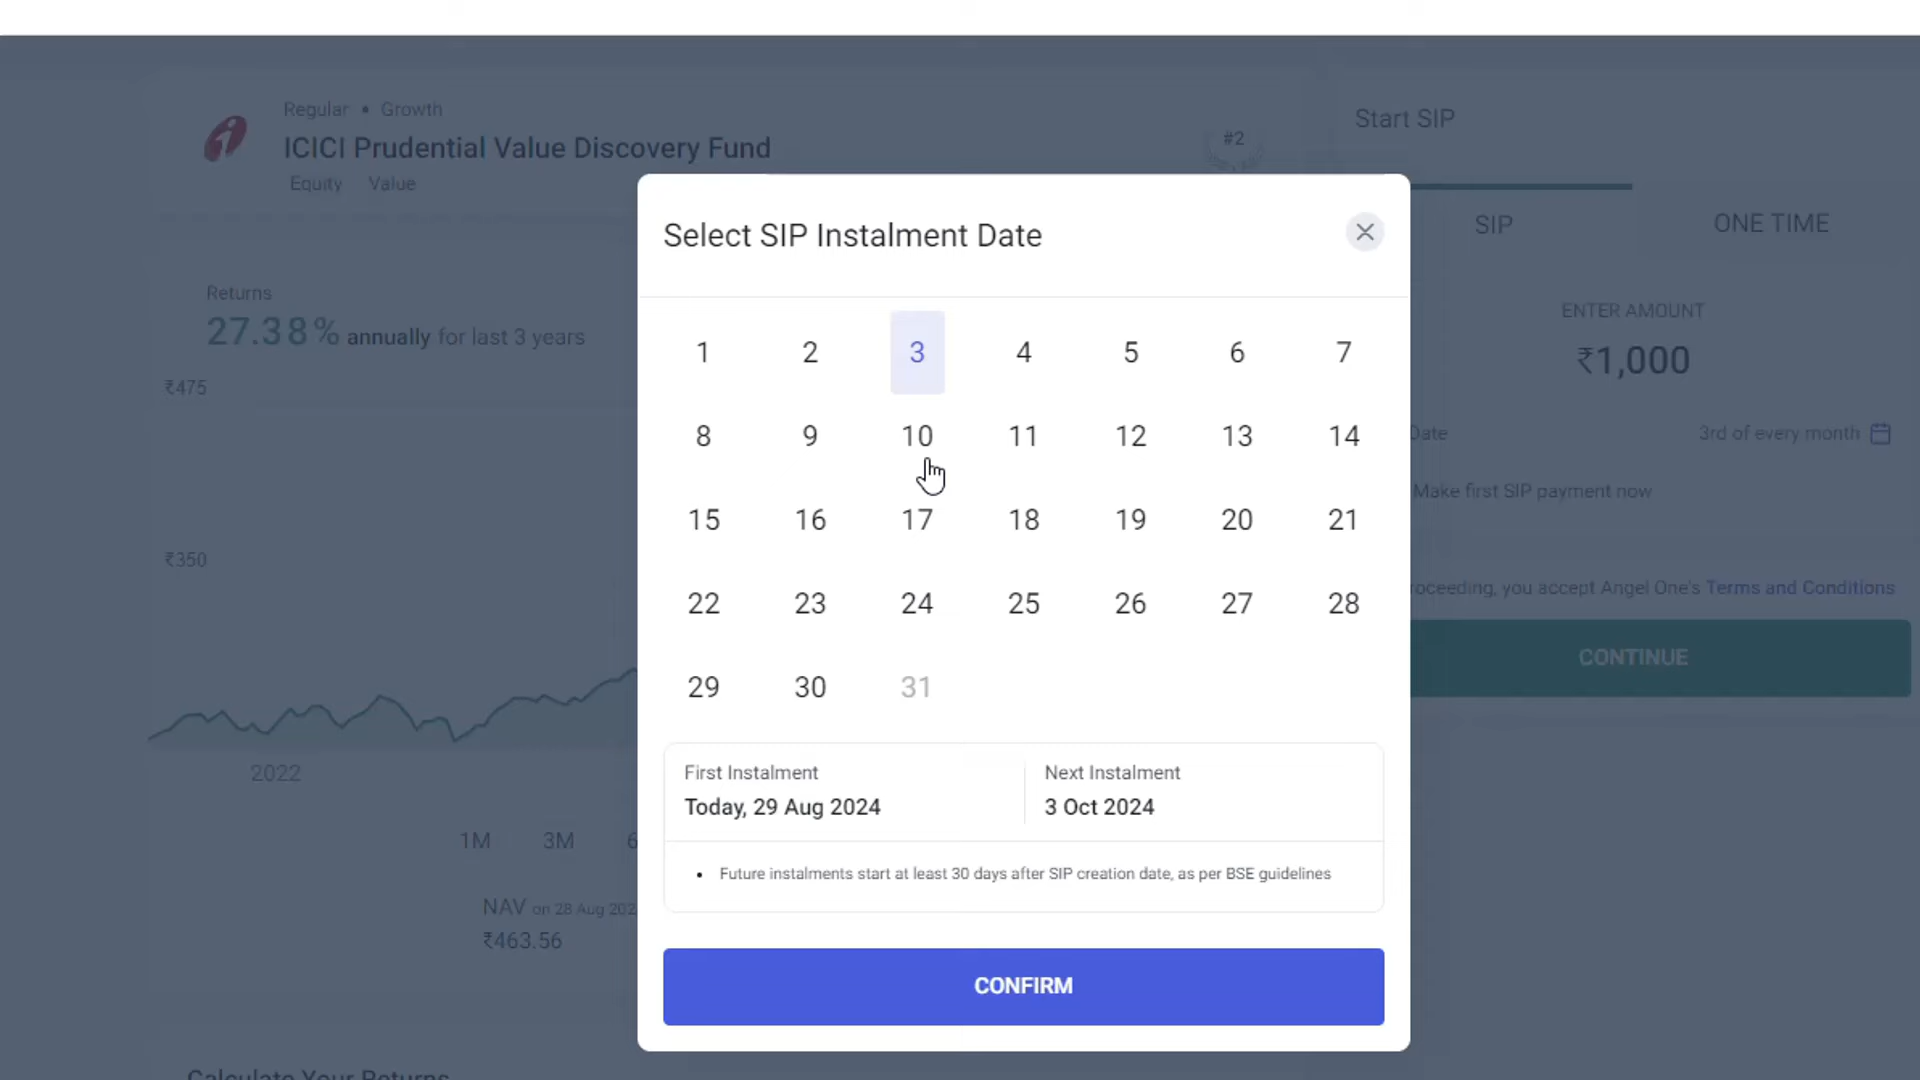 Regular • Growth
ICICI Prudential Value Discovery Fund
Equity Value
#2
Returns
27.38% annually for last 3 years
₹475
₹350
2022
1M 3M 6
NAV on 28 Aug 202
₹463.56
Calculate Your Returns
Select SIP Instalment Date
1 2 3 4 5 6 7
8 9 10 11 12 13 14
15 16 17 18 19 20 21
22 23 24 25 26 27 28
29 30 31
First Instalment
Today, 29 Aug 2024
Next Instalment
3 Oct 2024
• Future instalments start at least 30 days after SIP creation date, as per BSE guidelines
CONFIRM
Start SIP
SIP ONE TIME
ENTER AMOUNT
₹1,000
Date 3rd of every month
Make first SIP payment now
roceeding, you accept Angel One's Terms and Conditions
CONTINUE